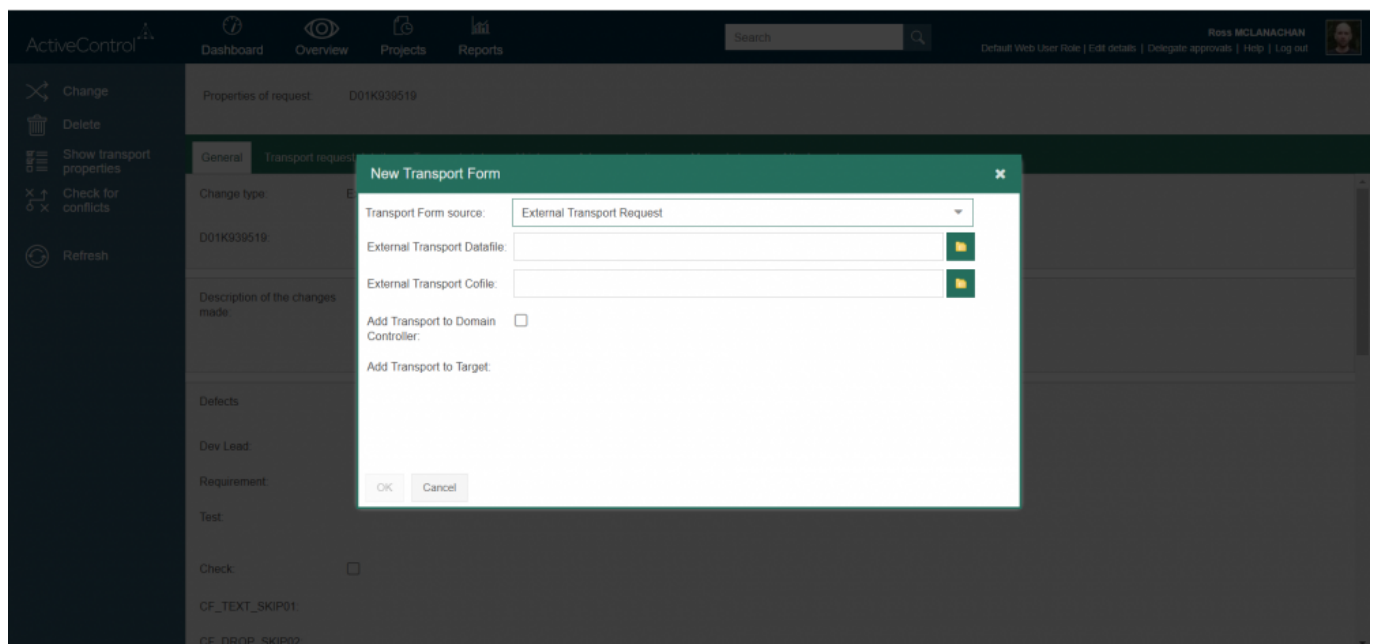 ActiveControl
Dashboard
Overview
Projects
Reports
Search
Ross MCLANACHAN
Default Web User Role | Edit details | Delegate approvals | Help | Log out
Change
Delete
Show transport
properties
Check for
conflicts
Refresh
Properties of request: D01K939519
General
Transport request
Change type:
D01K939519:
Description of the changes
made:
Defects
Dev Lead:
Requirement:
Test:
Check:
CF_TEXT_SKIP01:
CF_DROP_SKIP02
New Transport Form
Transport Form source: External Transport Request
External Transport Datafile:
External Transport Cofile:
Add Transport to Domain
Controller:
Add Transport to Target:
OK
Cancel